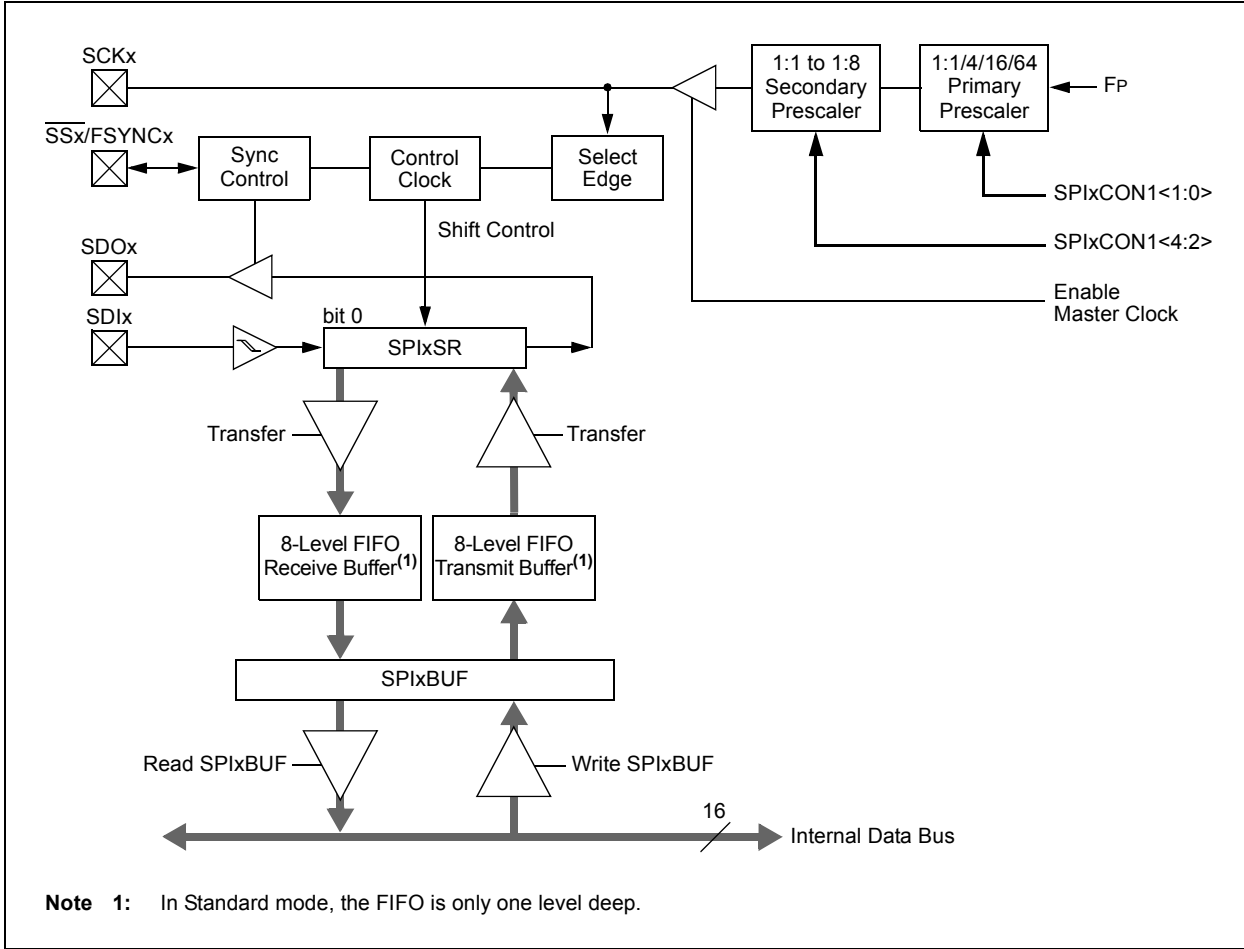 SCKx
1:1 to 1:8
Secondary
Prescaler
1:1/4/16/64
Primary
Prescaler
FP
SSx/FSYNCx
Sync
Control
Control
Clock
Select
Edge
SPIxCON1<1:0>
Shift Control
SPIxCON1<4:2>
SDOx
Enable
Master Clock
SDIx
bit 0
SPIxSR
Transfer
Transfer
8-Level FIFO
Receive Buffer(1)
8-Level FIFO
Transmit Buffer(1)
SPIxBUF
Read SPIxBUF
Write SPIxBUF
16
Internal Data Bus
Note 1: In Standard mode, the FIFO is only one level deep.